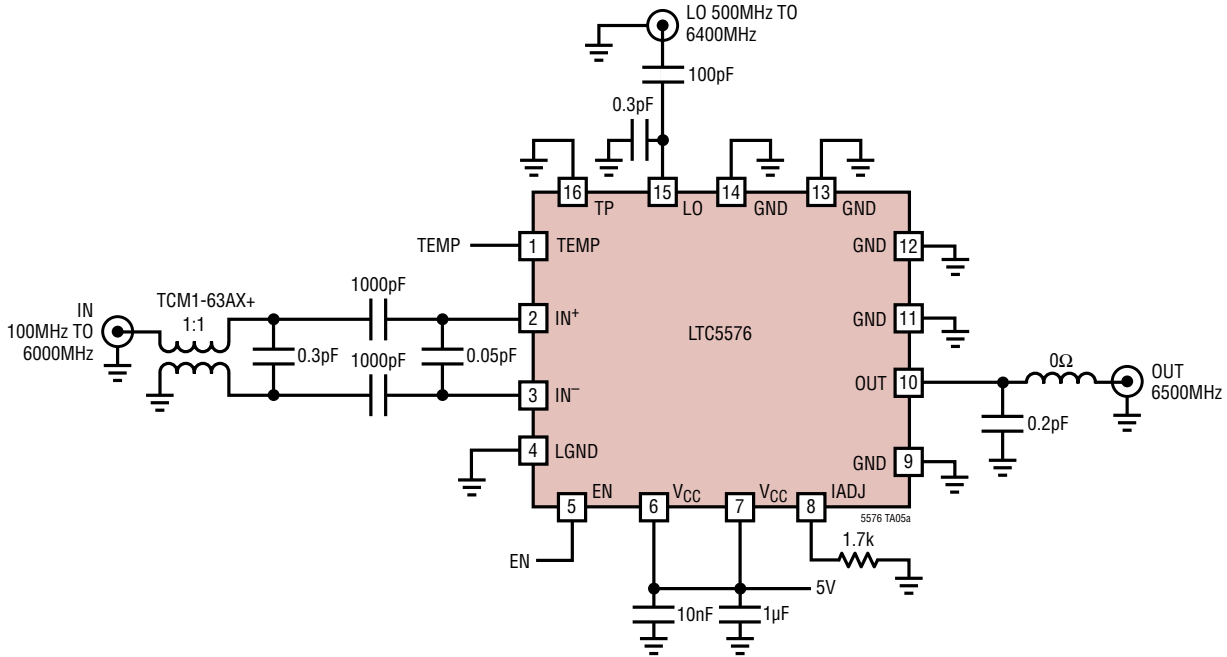 LO 500MHz TO
6400MHz
100pF
0.3pF
16
15
14
13
TP
LO
GND
GND
TEMP
1
TEMP
GND
12
IN
100MHz TO
6000MHz
TCM1-63AX+
1:1
1000pF
2
IN+
LTC5576
GND
11
0.3pF
1000pF
0.05pF
3
IN−
OUT
10
0Ω
OUT
6500MHz
0.2pF
4
LGND
GND
9
EN
VCC
VCC
IADJ
5
6
7
8
5576 TA05a
EN
1.7k
5V
10nF
1µF